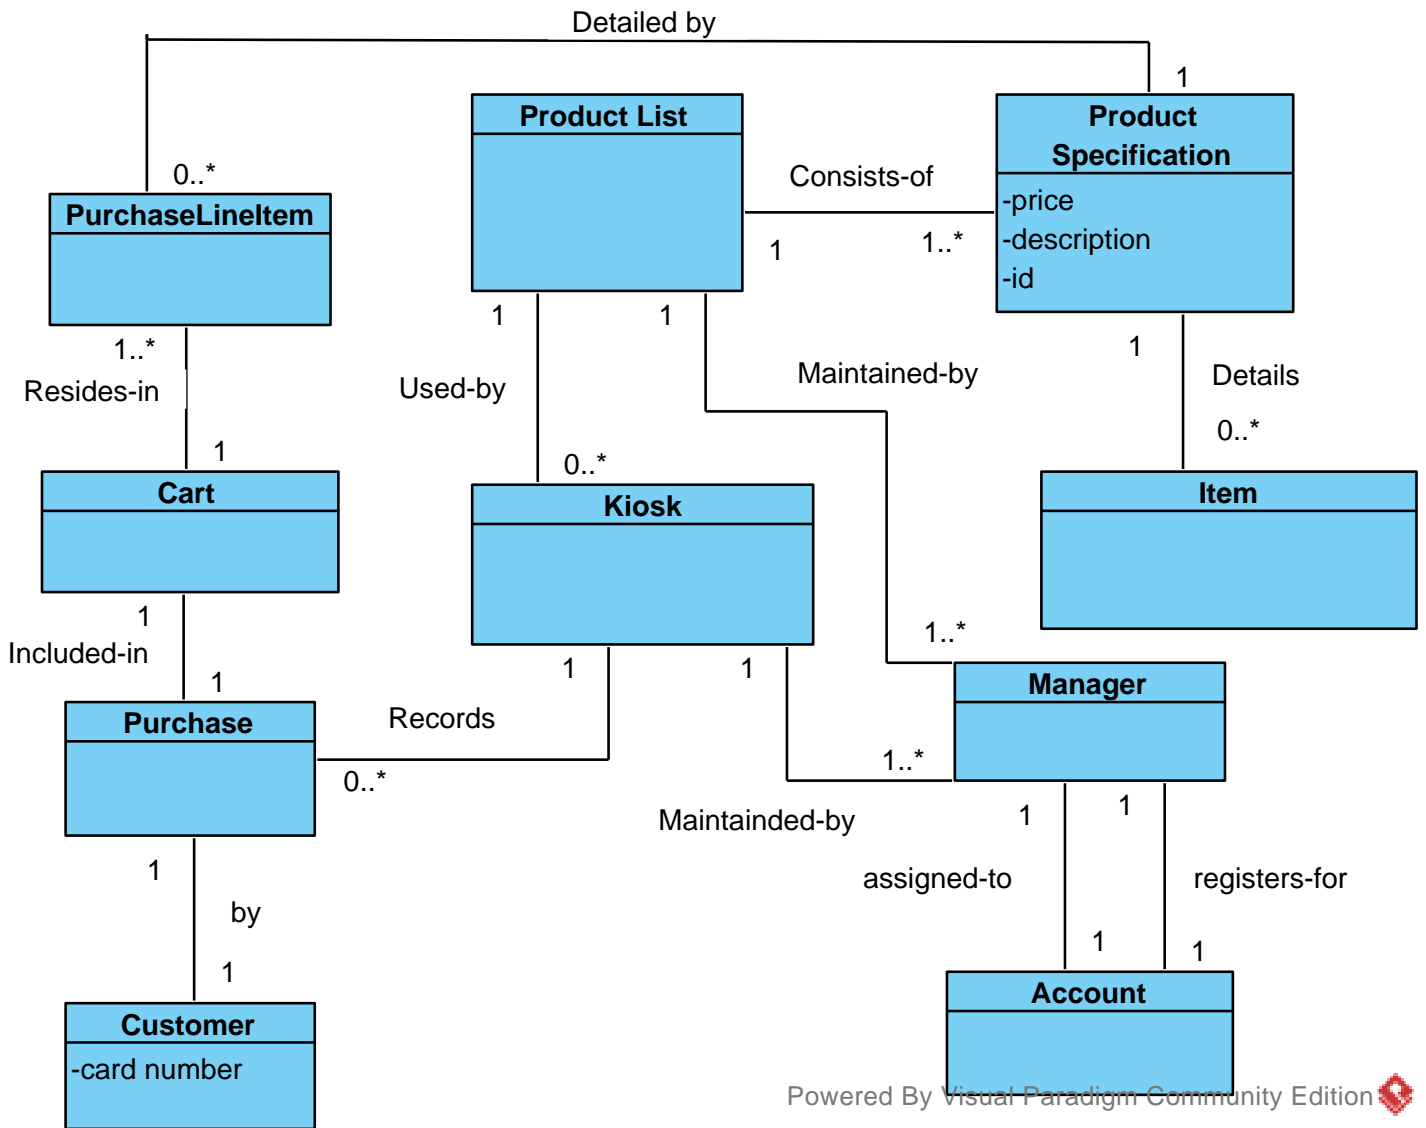 Detailed by
1
Product List
Product
Specification
-price
-description
-id
Consists-of
1
1..*
0..*
PurchaseLineItem
1..*
Resides-in
1
1
1
Used-by
Maintained-by
1
Details
0..*
0..*
Cart
Kiosk
Item
1
Included-in
1
1
1
1..*
Purchase
Records
0..*
Manager
1..*
Maintainded-by
1
1
1
assigned-to
registers-for
by
1
1
1
Customer
-card number
Account
Powered By Visual Paradigm Community Edition